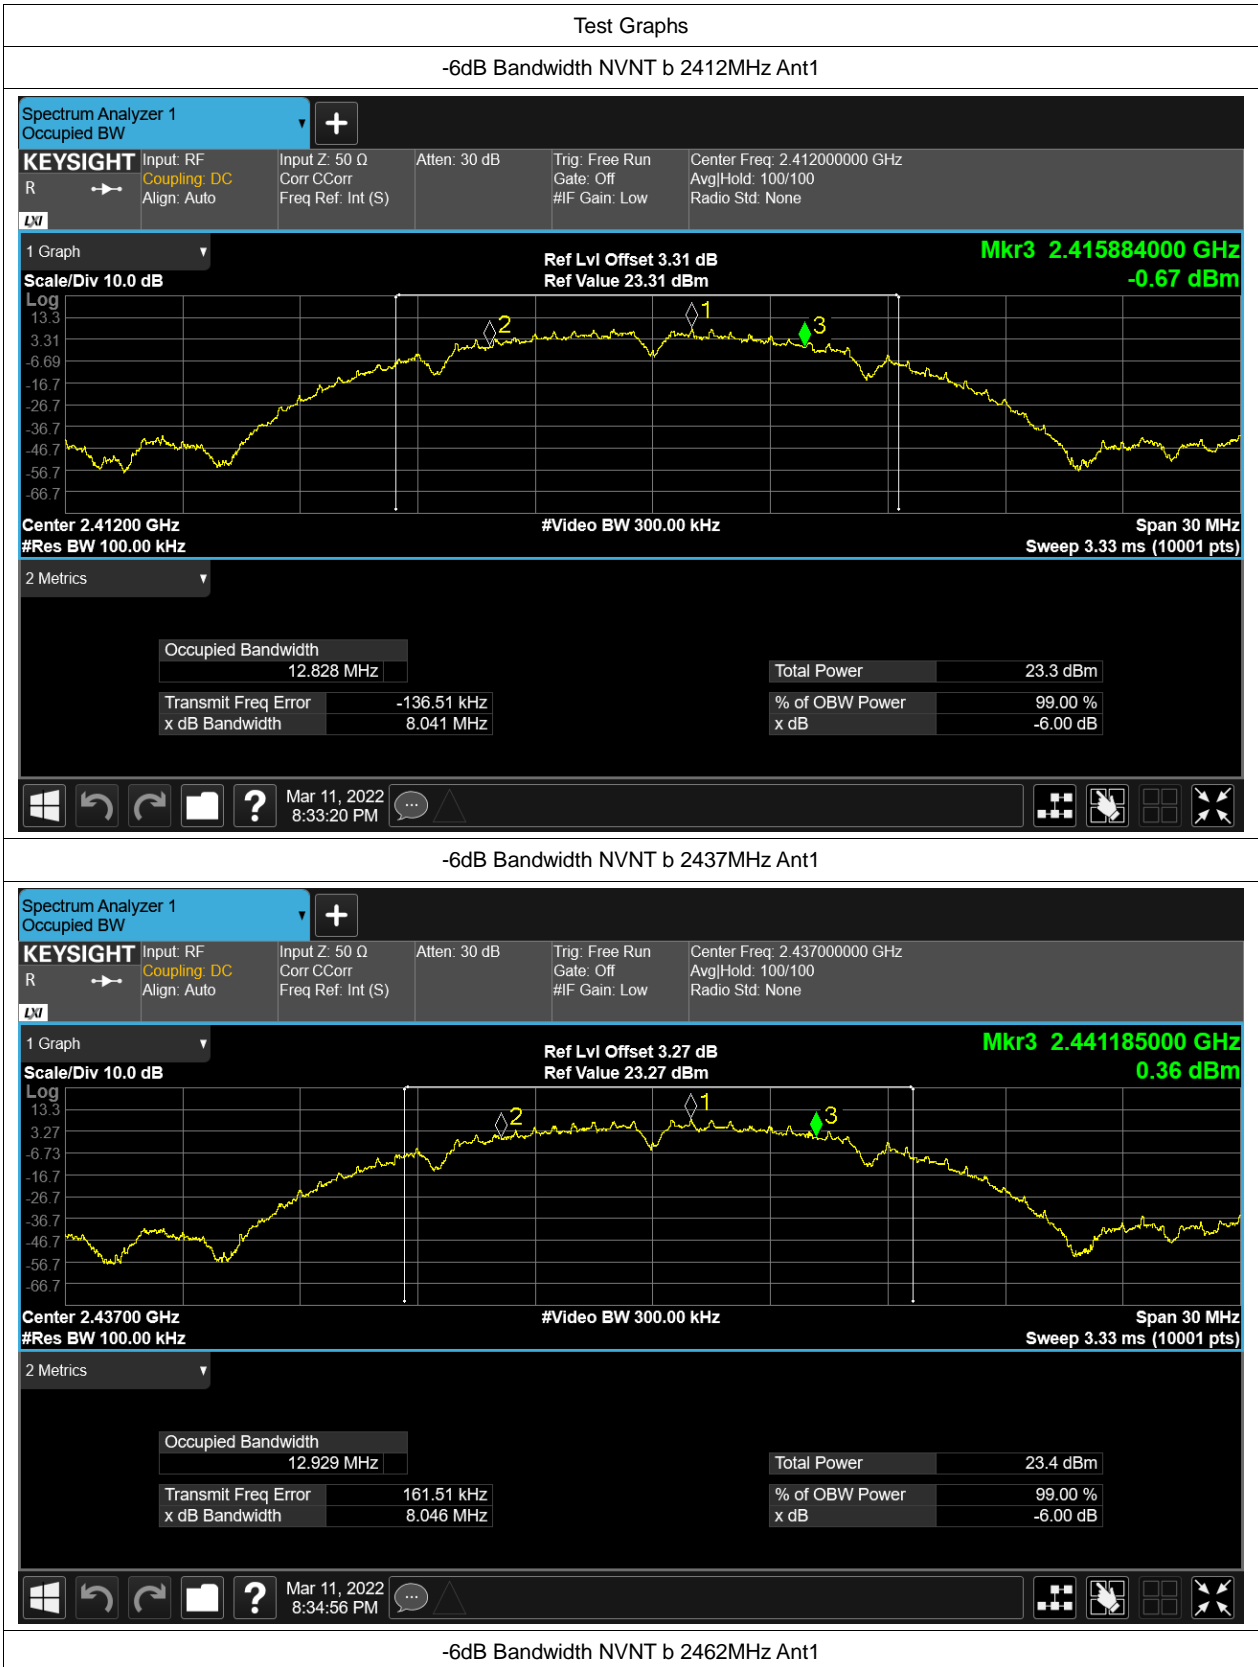 Test Graphs
-6dB Bandwidth NVNT b 2412MHz Ant1
Spectrum Analyzer 1
Occupied BW
KEYSIGHT Input: RF Input Z: 50 Ω Atten: 30 dB Trig: Free Run Center Freq: 2.412000000 GHz
R Coupling: DC Corr CCorr Gate: Off Avg|Hold: 100/100
Align: Auto Freq Ref: Int (S) #IF Gain: Low Radio Std: None
LXI
1 Graph Ref Lvl Offset 3.31 dB Mkr3 2.415884000 GHz
Scale/Div 10.0 dB Ref Value 23.31 dBm -0.67 dBm
Log
13.3
3.31
-6.69
-16.7
-26.7
-36.7
-46.7
-56.7
-66.7
2 1 3
Center 2.41200 GHz #Video BW 300.00 kHz Span 30 MHz
#Res BW 100.00 kHz Sweep 3.33 ms (10001 pts)
2 Metrics
Occupied Bandwidth
12.828 MHz Total Power 23.3 dBm
Transmit Freq Error -136.51 kHz % of OBW Power 99.00 %
x dB Bandwidth 8.041 MHz x dB -6.00 dB
Mar 11, 2022
8:33:20 PM
-6dB Bandwidth NVNT b 2437MHz Ant1
Spectrum Analyzer 1
Occupied BW
KEYSIGHT Input: RF Input Z: 50 Ω Atten: 30 dB Trig: Free Run Center Freq: 2.437000000 GHz
R Coupling: DC Corr CCorr Gate: Off Avg|Hold: 100/100
Align: Auto Freq Ref: Int (S) #IF Gain: Low Radio Std: None
LXI
1 Graph Ref Lvl Offset 3.27 dB Mkr3 2.441185000 GHz
Scale/Div 10.0 dB Ref Value 23.27 dBm 0.36 dBm
Log
13.3
3.27
-6.73
-16.7
-26.7
-36.7
-46.7
-56.7
-66.7
2 1 3
Center 2.43700 GHz #Video BW 300.00 kHz Span 30 MHz
#Res BW 100.00 kHz Sweep 3.33 ms (10001 pts)
2 Metrics
Occupied Bandwidth
12.929 MHz Total Power 23.4 dBm
Transmit Freq Error 161.51 kHz % of OBW Power 99.00 %
x dB Bandwidth 8.046 MHz x dB -6.00 dB
Mar 11, 2022
8:34:56 PM
-6dB Bandwidth NVNT b 2462MHz Ant1